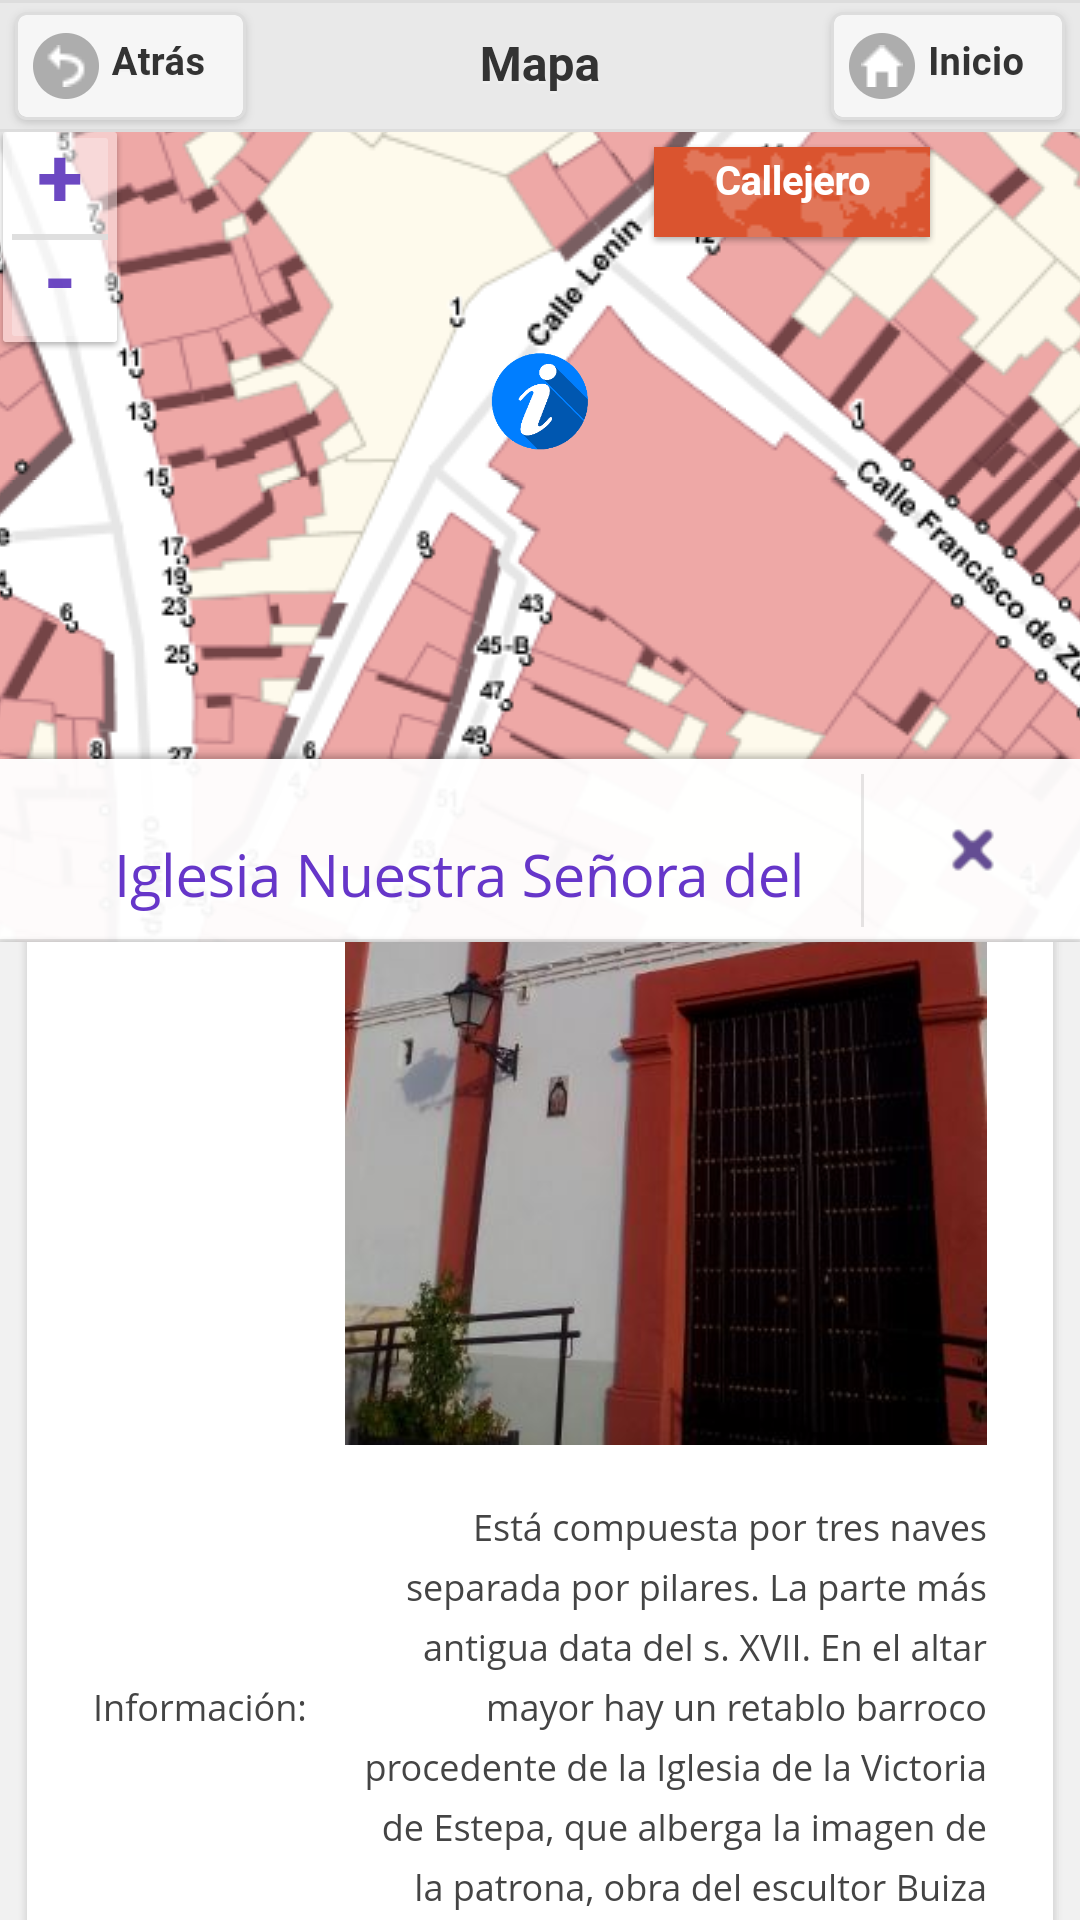 Atrás
Mapa
Inicio
Callejero
+
-
5
7
9
11
13
15
17
19
23
25
27
6
8
1
Calle Lenín
12
1
Calle Francisco de Zu
8
43
45-B
47
49
51
53
6
4
Iglesia Nuestra Señora del
Está compuesta por tres naves
separada por pilares. La parte más
antigua data del s. XVII. En el altar
Información: mayor hay un retablo barroco
procedente de la Iglesia de la Victoria
de Estepa, que alberga la imagen de
la patrona, obra del escultor Buiza